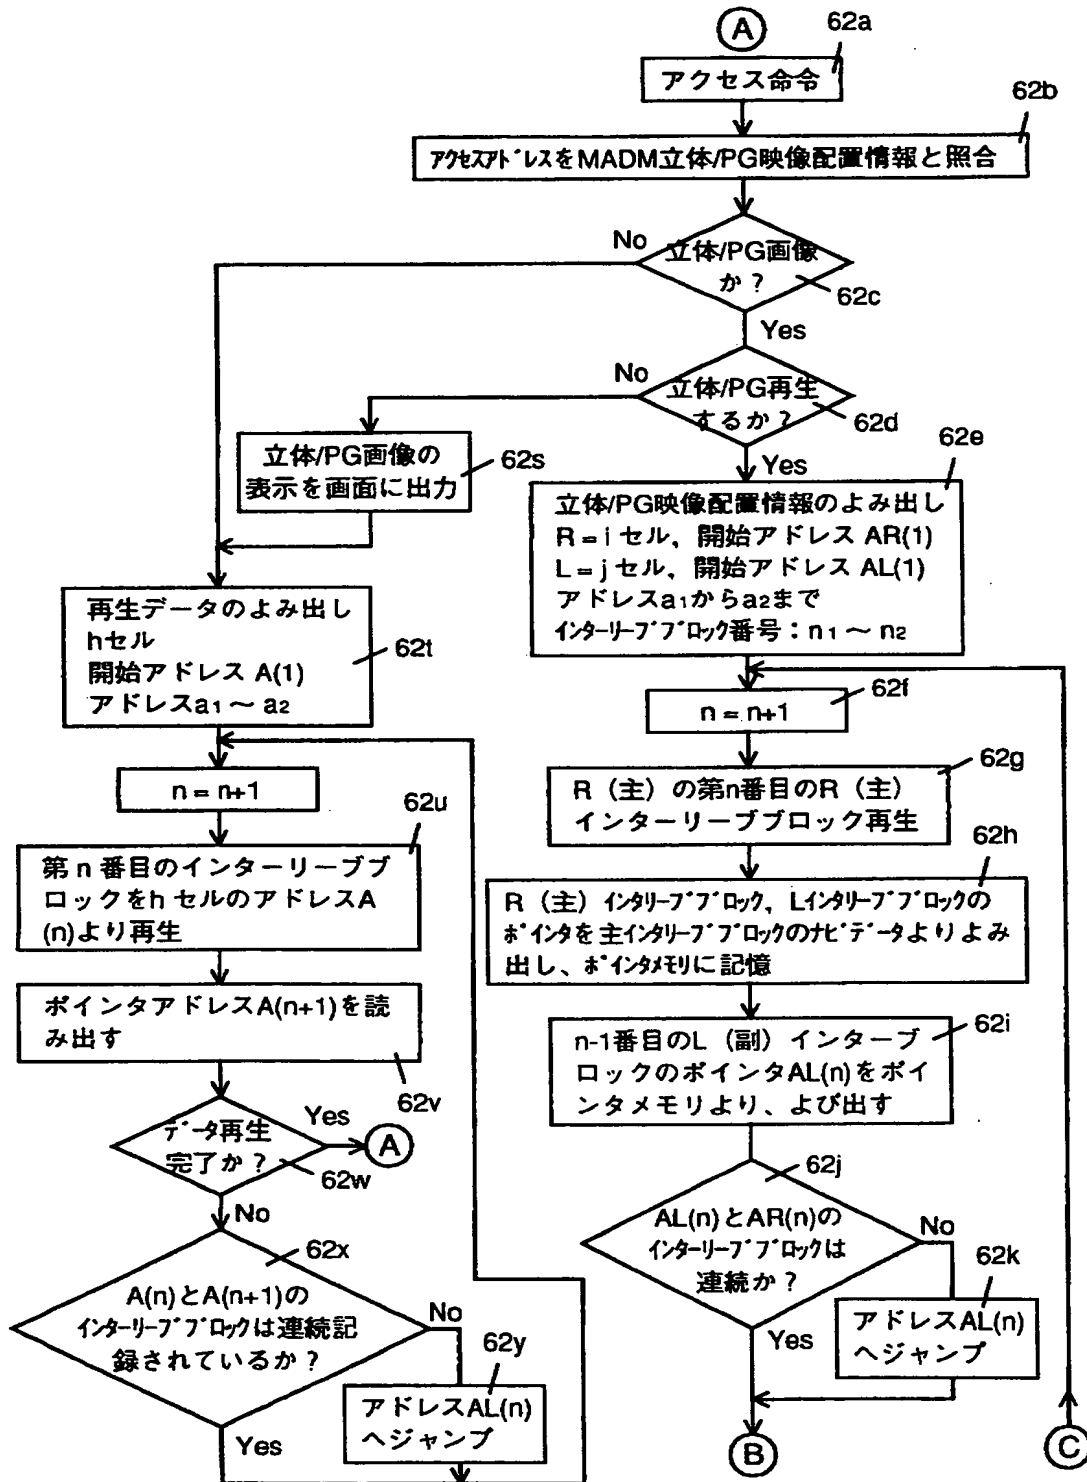 A
62a
アクセス命令
62b
アクセスアドレスをMADM立体/PG映像配置情報と照合
No
立体/PG画像
か？
62c
Yes
No
立体/PG再生
するか？
62d
Yes
立体/PG画像の
表示を画面に出力
62s
62e
立体/PG映像配置情報のよみ出し
R=iセル, 開始アドレス AR(1)
L=jセル, 開始アドレス AL(1)
アドレスa1からa2まで
インターリーブブロック番号：n1～n2
再生データのよみ出し
hセル
開始アドレス A(1)
アドレスa1～a2
62t
62f
n=n+1
n=n+1
62g
R（主）の第n番目のR（主）
インターリーブブロック再生
62u
第n番目のインターリーブブ
ロックをhセルのアドレスA
(n)より再生
62h
R（主）インタリーブブロック, Lインタリーブブロックの
ポインタを主インタリーブブロックのナビデータよりよみ
出し、ポインタメモリに記憶
ポインタアドレスA(n+1)を読
み出す
62v
62i
n-1番目のL（副）インターブ
ロックのポインタAL(n)をポイ
ンタメモリより、よび出す
データ再生
完了か？
Yes
A
62w
No
62j
AL(n)とAR(n)の
インターリーブブロックは
連続か？
No
62k
アドレスAL(n)
へジャンプ
Yes
62x
A(n)とA(n+1)の
インターリーブブロックは連続記
録されているか？
No
62y
アドレスAL(n)
へジャンプ
Yes
B
C